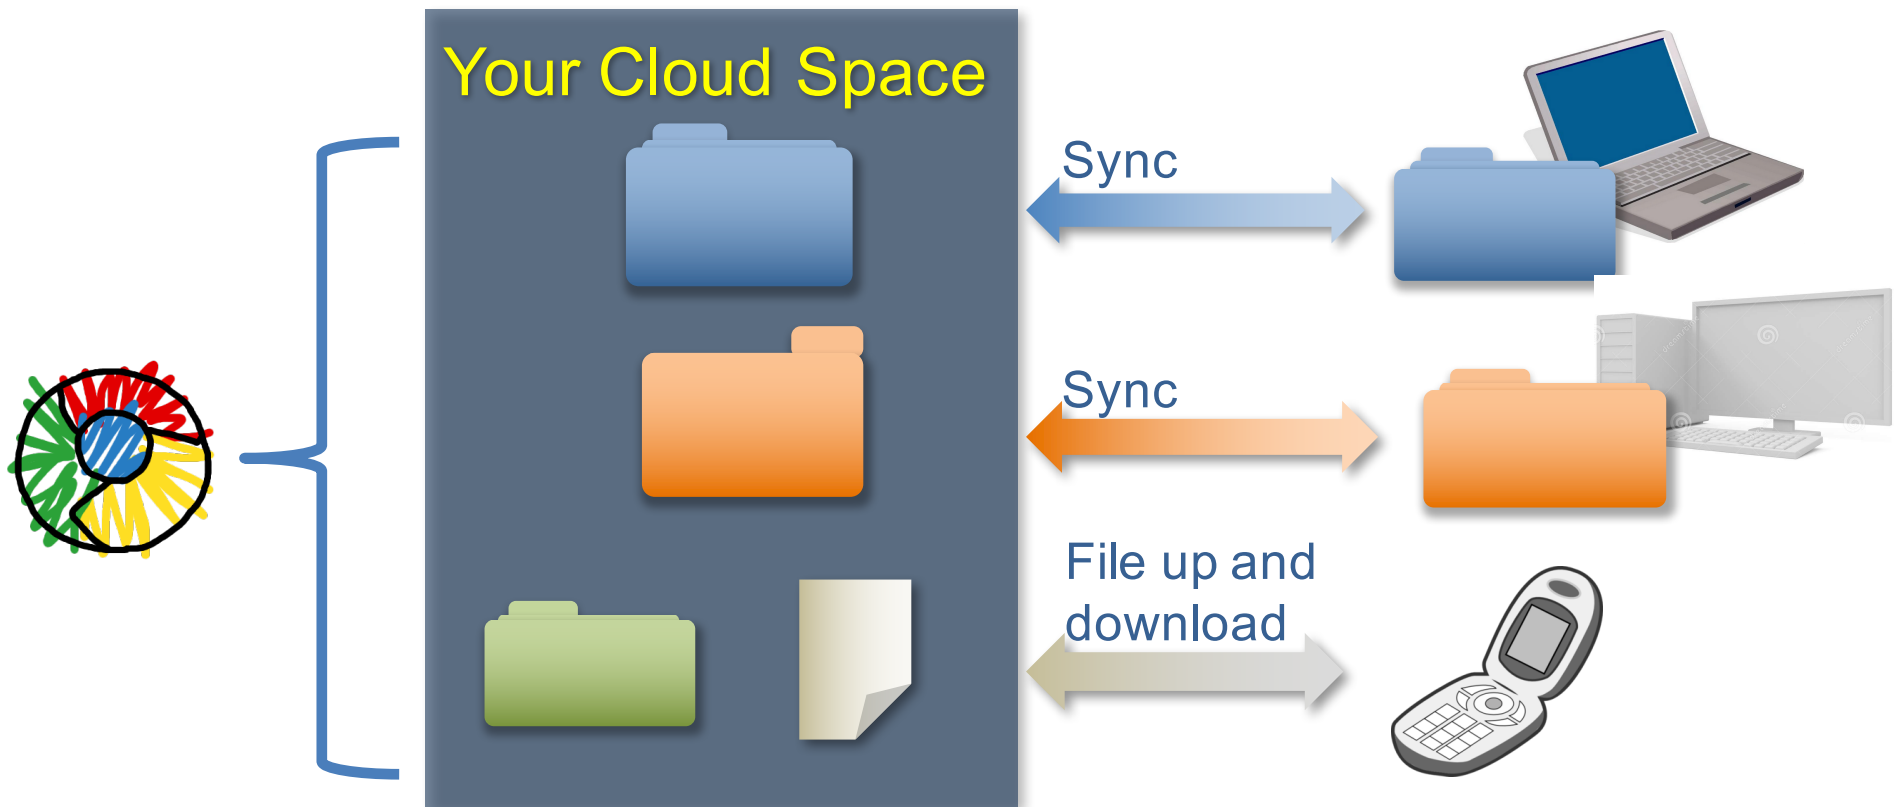 Your Cloud Space
Sync
Sync
File up and
download